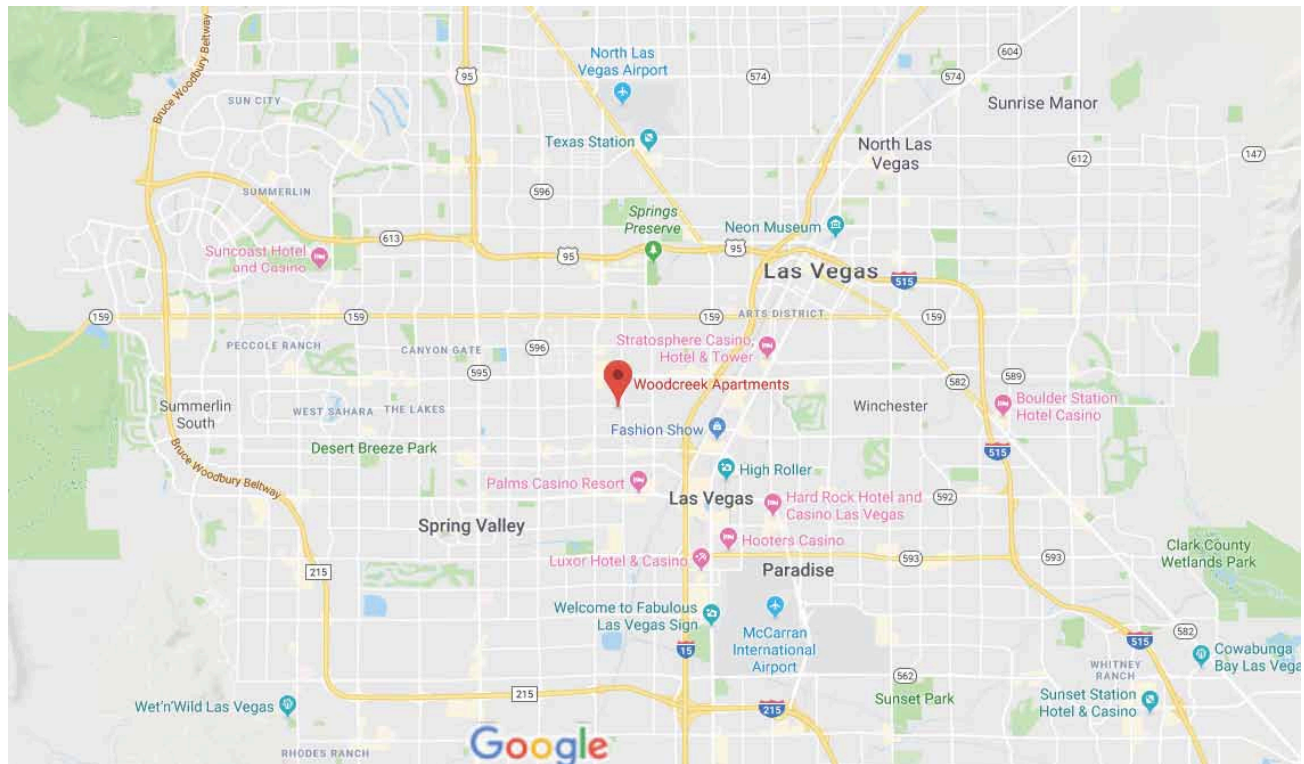 Bruce Woodbury Beltway
95
North Las
Vegas Airport
574
604
574
SUN CITY
Sunrise Manor
Texas Station
North Las
Vegas
612
147
SUMMERLIN
596
Springs
Preserve
Neon Museum
613
95
95
Suncoast Hotel
and Casino
Las Vegas
515
159
159
159
159
ARTS DISTRICT
PECCOLE RANCH
CANYON GATE
596
Stratosphere Casino,
Hotel & Tower
595
582
589
Woodcreek Apartments
Boulder Station
Hotel Casino
Summerlin
South
WEST SAHARA
THE LAKES
Winchester
Fashion Show
Desert Breeze Park
515
Bruce Woodbury Beltway
High Roller
Palms Casino Resort
Las Vegas
Hard Rock Hotel and
Casino Las Vegas
592
Spring Valley
Hooters Casino
Luxor Hotel & Casino
593
593
Clark County
Wetlands Park
215
Paradise
Welcome to Fabulous
Las Vegas Sign
McCarran
International
Airport
15
515
582
Cowabunga
Bay Las Vega
WHITNEY
RANCH
562
215
Sunset Park
Sunset Station
Hotel & Casino
Wet'n'Wild Las Vegas
215
RHODES RANCH
Google